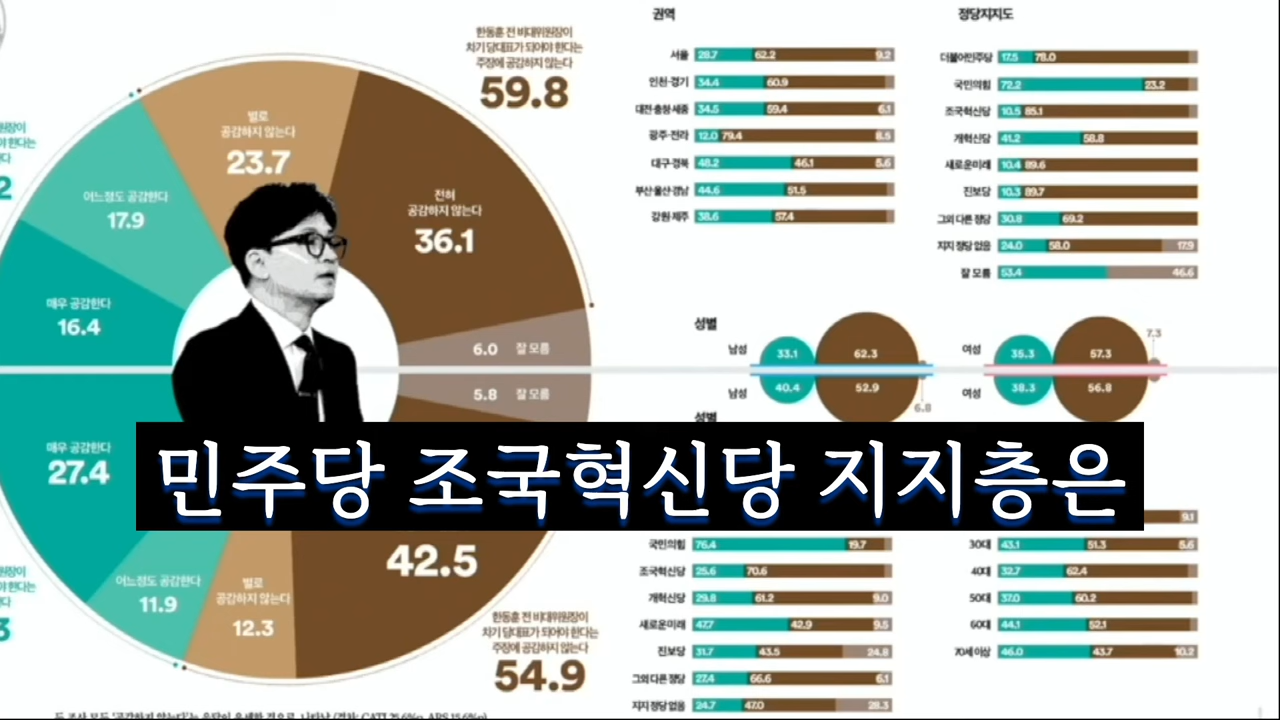 한동훈 전 비대위원장이
차기 당대표가 되어야 한다는
주장에 공감하지 않는다
59.8
별로
공감하지 않는다
23.7
어느정도 공감한다
17.9
매우 공감한다
16.4
전혀
공감하지 않는다
36.1
6.0 잘 모름
5.8 잘 모름
매우 공감한다
27.4
어느정도 공감한다
11.9
별로
공감하지 않는다
12.3
42.5
한동훈 전 비대위원장이
차기 당대표가 되어야 한다는
주장에 공감하지 않는다
54.9
권역
서울 28.7 62.2 9.2
인천·경기 34.4 60.9
대전·충청·세종 34.5 59.4 6.1
광주·전라 12.0 79.4 8.5
대구·경북 48.2 46.1 5.6
부산·울산·경남 44.6 51.5
강원·제주 38.6 57.4
정당지지도
더불어민주당 17.5 78.0
국민의힘 72.2 23.2
조국혁신당 10.5 85.1
개혁신당 41.2 58.8
새로운미래 10.4 89.6
진보당 10.3 89.7
그외 다른 정당 30.8 69.2
지지 정당 없음 24.0 58.0 17.9
잘 모름 53.4 46.6
성별
남성 33.1 62.3
남성 40.4 52.9 6.8
여성 35.3 57.3 7.3
여성 38.3 56.8
성별
민주당 조국혁신당 지지층은
국민의힘 76.4 19.7
조국혁신당 25.6 70.6
개혁신당 29.8 61.2 9.0
새로운미래 47.7 42.9 9.5
진보당 31.7 43.5 24.8
그외 다른 정당 27.4 66.6 6.1
지지 정당 없음 24.7 47.0 28.3
9.1
30대 43.1 51.3 5.6
40대 32.7 62.4
50대 37.0 60.2
60대 44.1 52.1
70세 이상 46.0 43.7 10.2